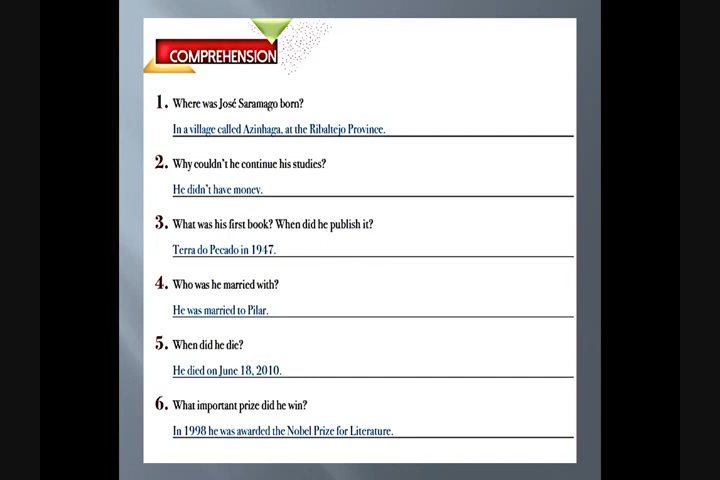 COMPREHENSION
1. Where was José Saramago born?
In a village called Azinhaga, at the Ribaltejo Province.
2. Why couldn't he continue his studies?
He didn't have money.
3. What was his first book? When did he publish it?
Terra do Pecado in 1947.
4. Who was he married with?
He was married to Pilar.
5. When did he die?
He died on June 18, 2010.
6. What important prize did he win?
In 1998 he was awarded the Nobel Prize for Literature.